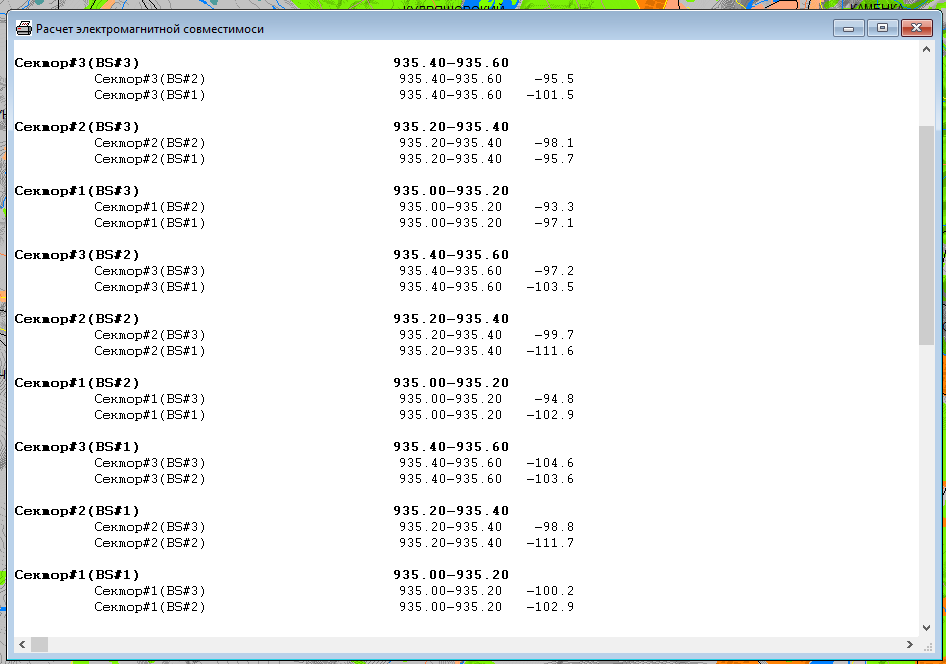 КУДРЯШОВСКИЙ
КАМЕНКА
Расчет электромагнитной совместимоси
Сектор#3(BS#3) 935.40-935.60
Сектор#3(BS#2) 935.40-935.60 -95.5
Сектор#3(BS#1) 935.40-935.60 -101.5
Сектор#2(BS#3) 935.20-935.40
Сектор#2(BS#2) 935.20-935.40 -98.1
Сектор#2(BS#1) 935.20-935.40 -95.7
Сектор#1(BS#3) 935.00-935.20
Сектор#1(BS#2) 935.00-935.20 -93.3
Сектор#1(BS#1) 935.00-935.20 -97.1
Сектор#3(BS#2) 935.40-935.60
Сектор#3(BS#3) 935.40-935.60 -97.2
Сектор#3(BS#1) 935.40-935.60 -103.5
Сектор#2(BS#2) 935.20-935.40
Сектор#2(BS#3) 935.20-935.40 -99.7
Сектор#2(BS#1) 935.20-935.40 -111.6
Сектор#1(BS#2) 935.00-935.20
Сектор#1(BS#3) 935.00-935.20 -94.8
Сектор#1(BS#1) 935.00-935.20 -102.9
Сектор#3(BS#1) 935.40-935.60
Сектор#3(BS#3) 935.40-935.60 -104.6
Сектор#3(BS#2) 935.40-935.60 -103.6
Сектор#2(BS#1) 935.20-935.40
Сектор#2(BS#3) 935.20-935.40 -98.8
Сектор#2(BS#2) 935.20-935.40 -111.7
Сектор#1(BS#1) 935.00-935.20
Сектор#1(BS#3) 935.00-935.20 -100.2
Сектор#1(BS#2) 935.00-935.20 -102.9